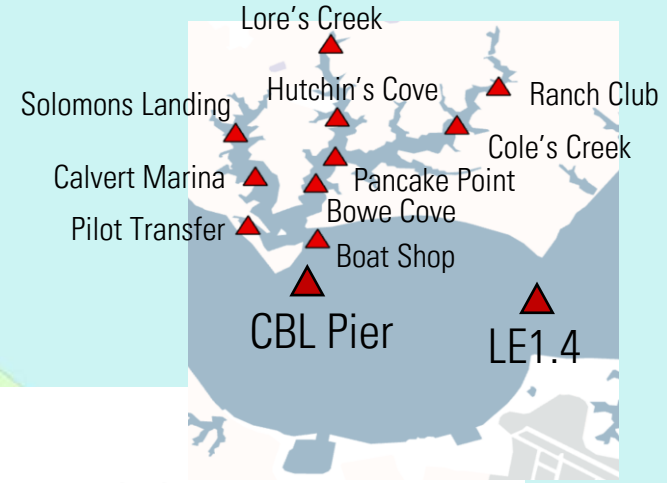 Lore's Creek
Hutchin's Cove
Solomons Landing
Ranch Club
Cole's Creek
Calvert Marina
Pancake Point
Bowe Cove
Pilot Transfer
Boat Shop
CBL Pier
LE1.4